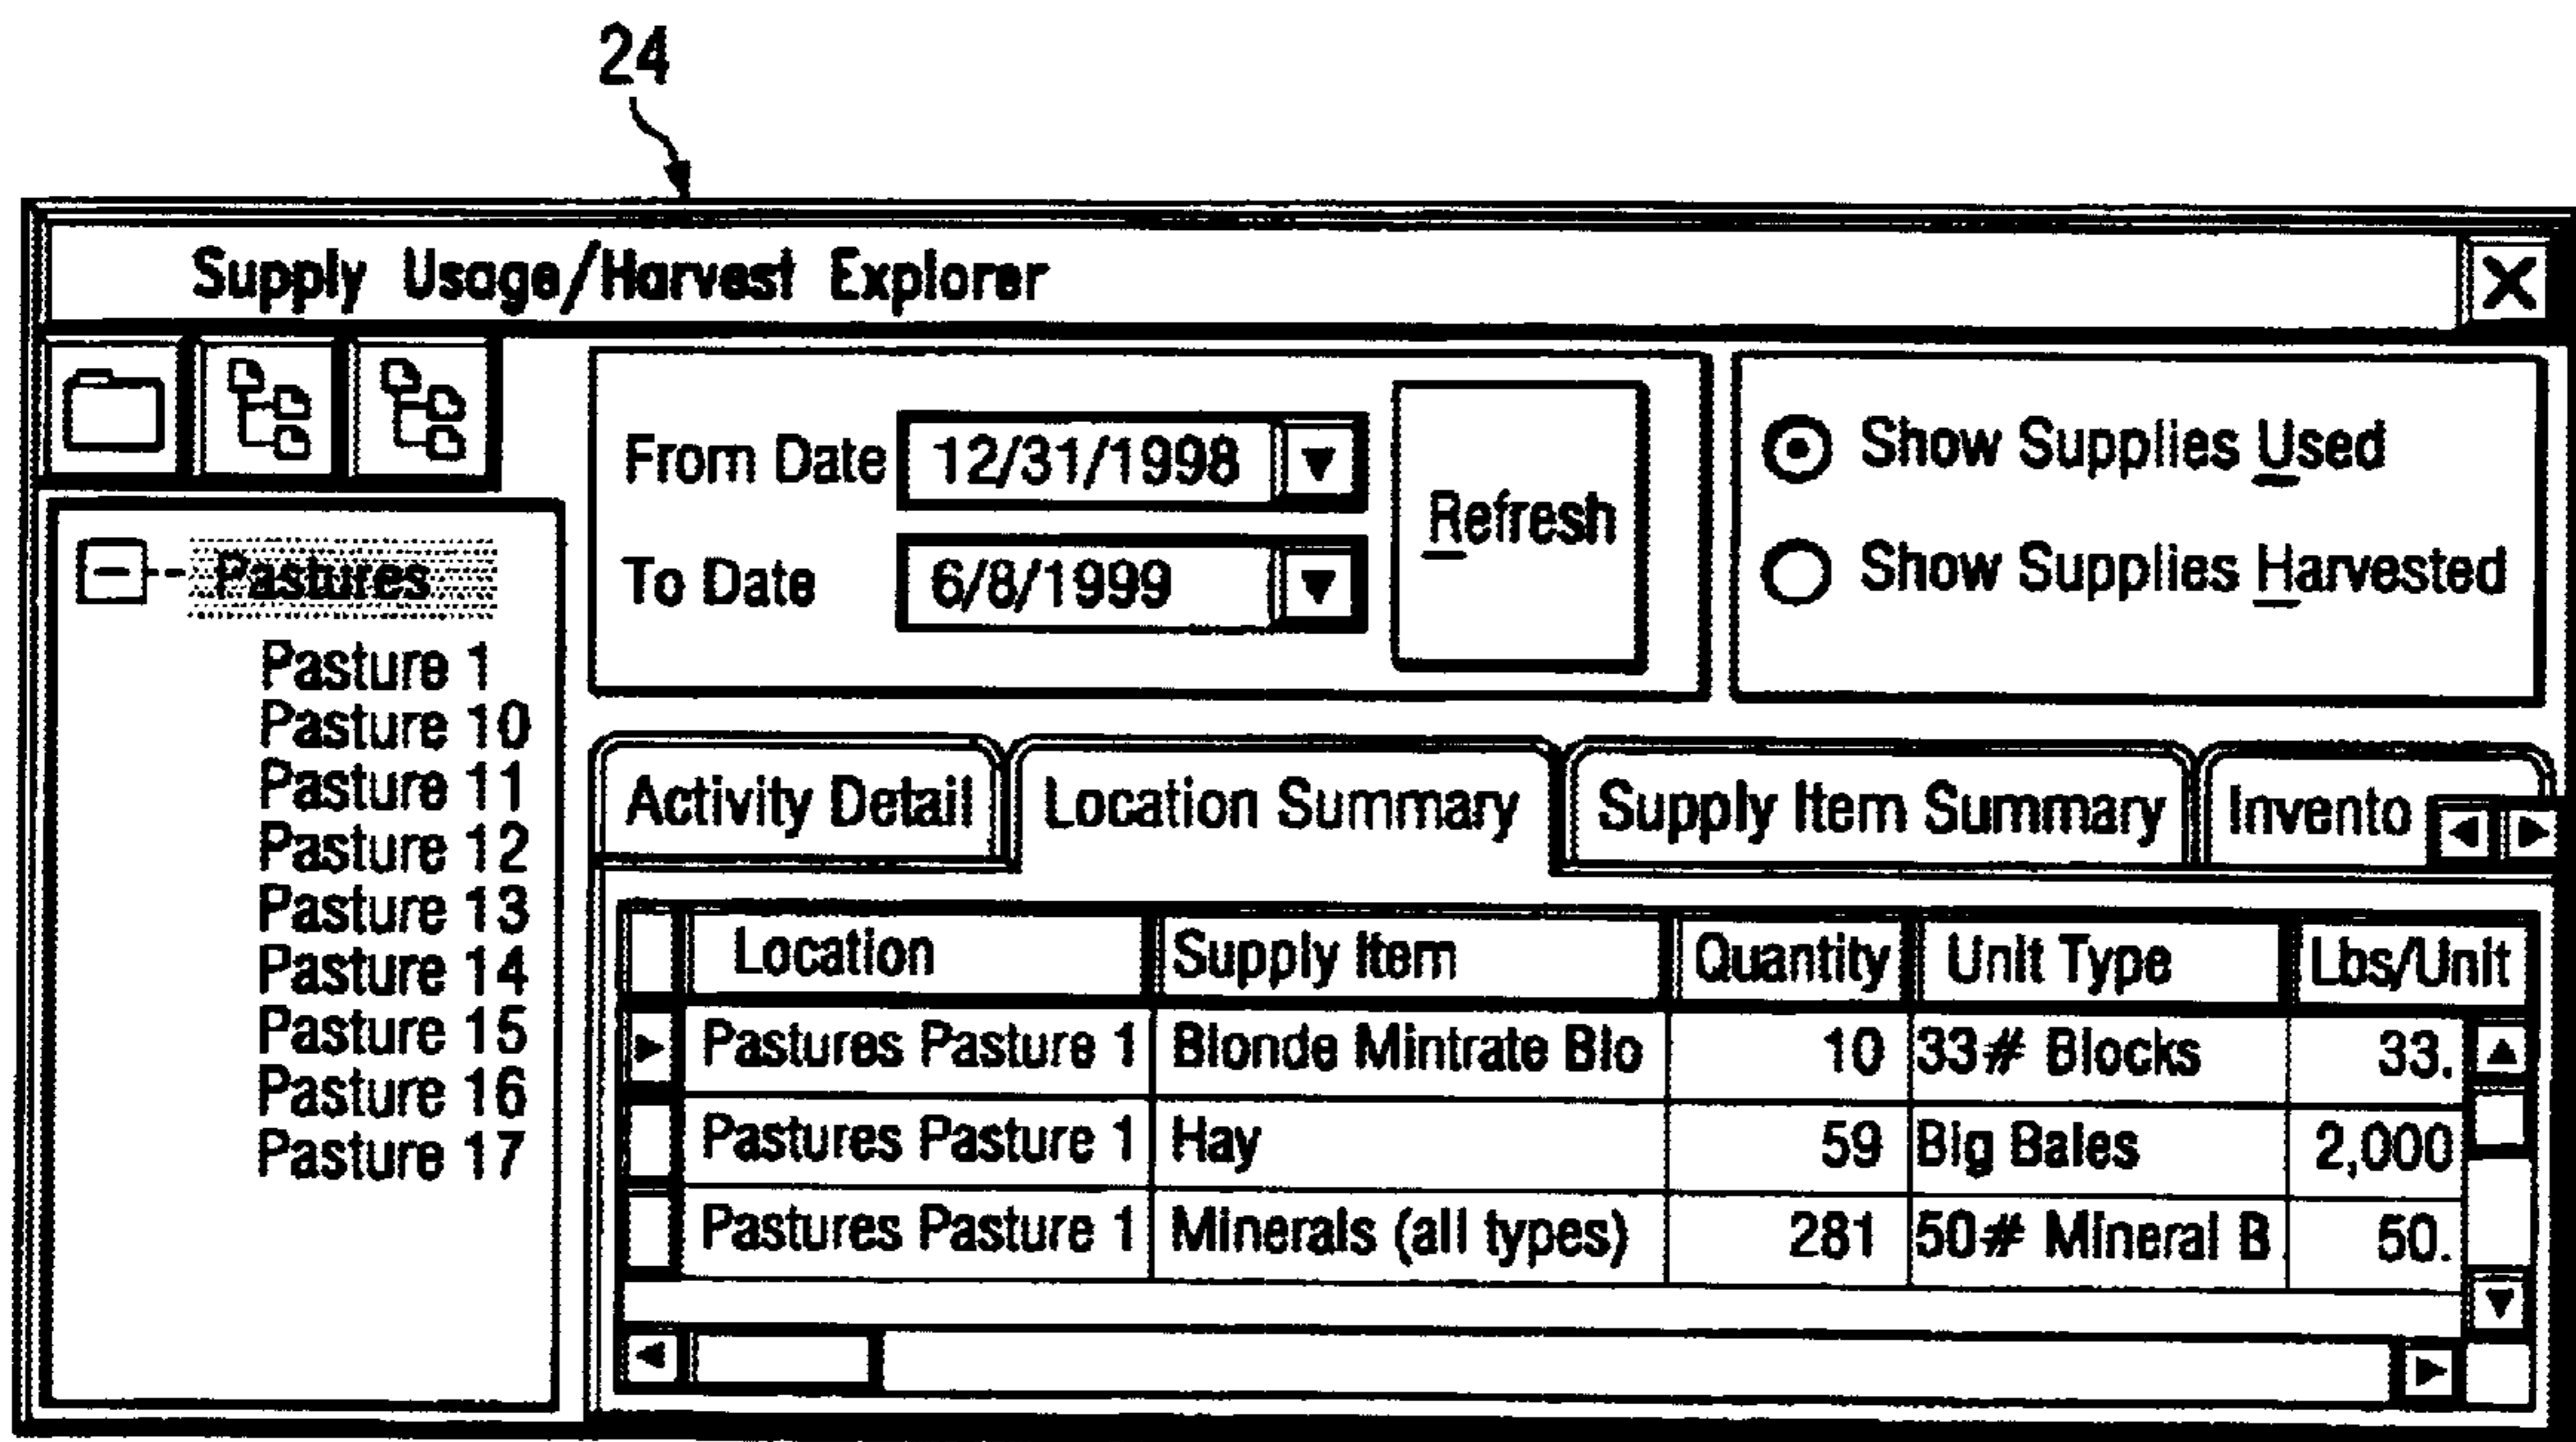 24
Supply Usage/Harvest Explorer
From Date 12/31/1998
To Date 6/8/1999
Refresh
Show Supplies Used
Show Supplies Harvested
Pastures
Pasture 1
Pasture 10
Pasture 11
Pasture 12
Pasture 13
Pasture 14
Pasture 15
Pasture 16
Pasture 17
Activity Detail Location Summary Supply Item Summary Invento
Location Supply Item Quantity Unit Type Lbs/Unit
Pastures Pasture 1 Blonde Mintrate Blo 10 33# Blocks 33.
Pastures Pasture 1 Hay 59 Big Bales 2,000
Pastures Pasture 1 Minerals (all types) 281 50# Mineral B 50.